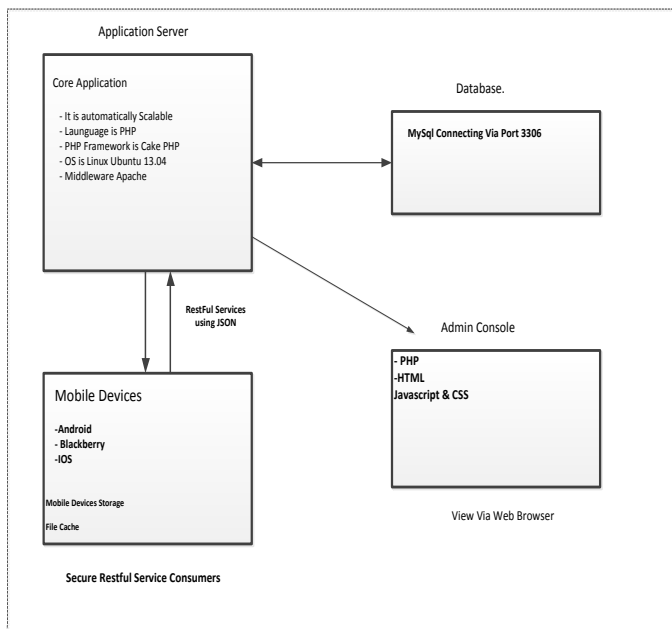 Application Server
Core Application
- It is automatically Scalable
- Launguage is PHP
- PHP Framework is Cake PHP
- OS is Linux Ubuntu 13.04
- Middleware Apache
Database.
MySql Connecting Via Port 3306
RestFul Services
using JSON
Admin Console
- PHP
-HTML
Javascript & CSS
View Via Web Browser
Mobile Devices
-Android
- Blackberry
-IOS
Mobile Devices Storage
File Cache
Secure Restful Service Consumers